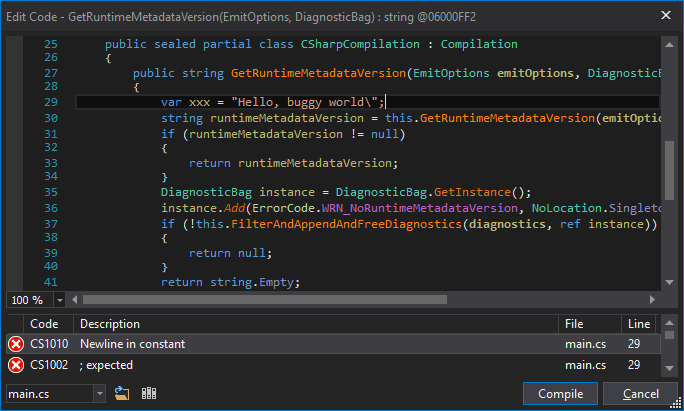 Edit Code - GetRuntimeMetadataVersion(EmitOptions, DiagnosticBag) : string @06000FF2
25 public sealed partial class CSharpCompilation : Compilation
26 {
27 public string GetRuntimeMetadataVersion(EmitOptions emitOptions, DiagnosticB
28 {
29 var xxx = "Hello, buggy world\";
30 string runtimeMetadataVersion = this.GetRuntimeMetadataVersion(emitOptio
31 if (runtimeMetadataVersion != null)
32 {
33 return runtimeMetadataVersion;
34 }
35 DiagnosticBag instance = DiagnosticBag.GetInstance();
36 instance.Add(ErrorCode.WRN_NoRuntimeMetadataVersion, NoLocation.Singleto
37 if (!this.FilterAndAppendAndFreeDiagnostics(diagnostics, ref instance))
38 {
39 return null;
40 }
41 return string.Empty;
100 %
Code Description File Line
CS1010 Newline in constant main.cs 29
CS1002 ; expected main.cs 29
main.cs Compile Cancel